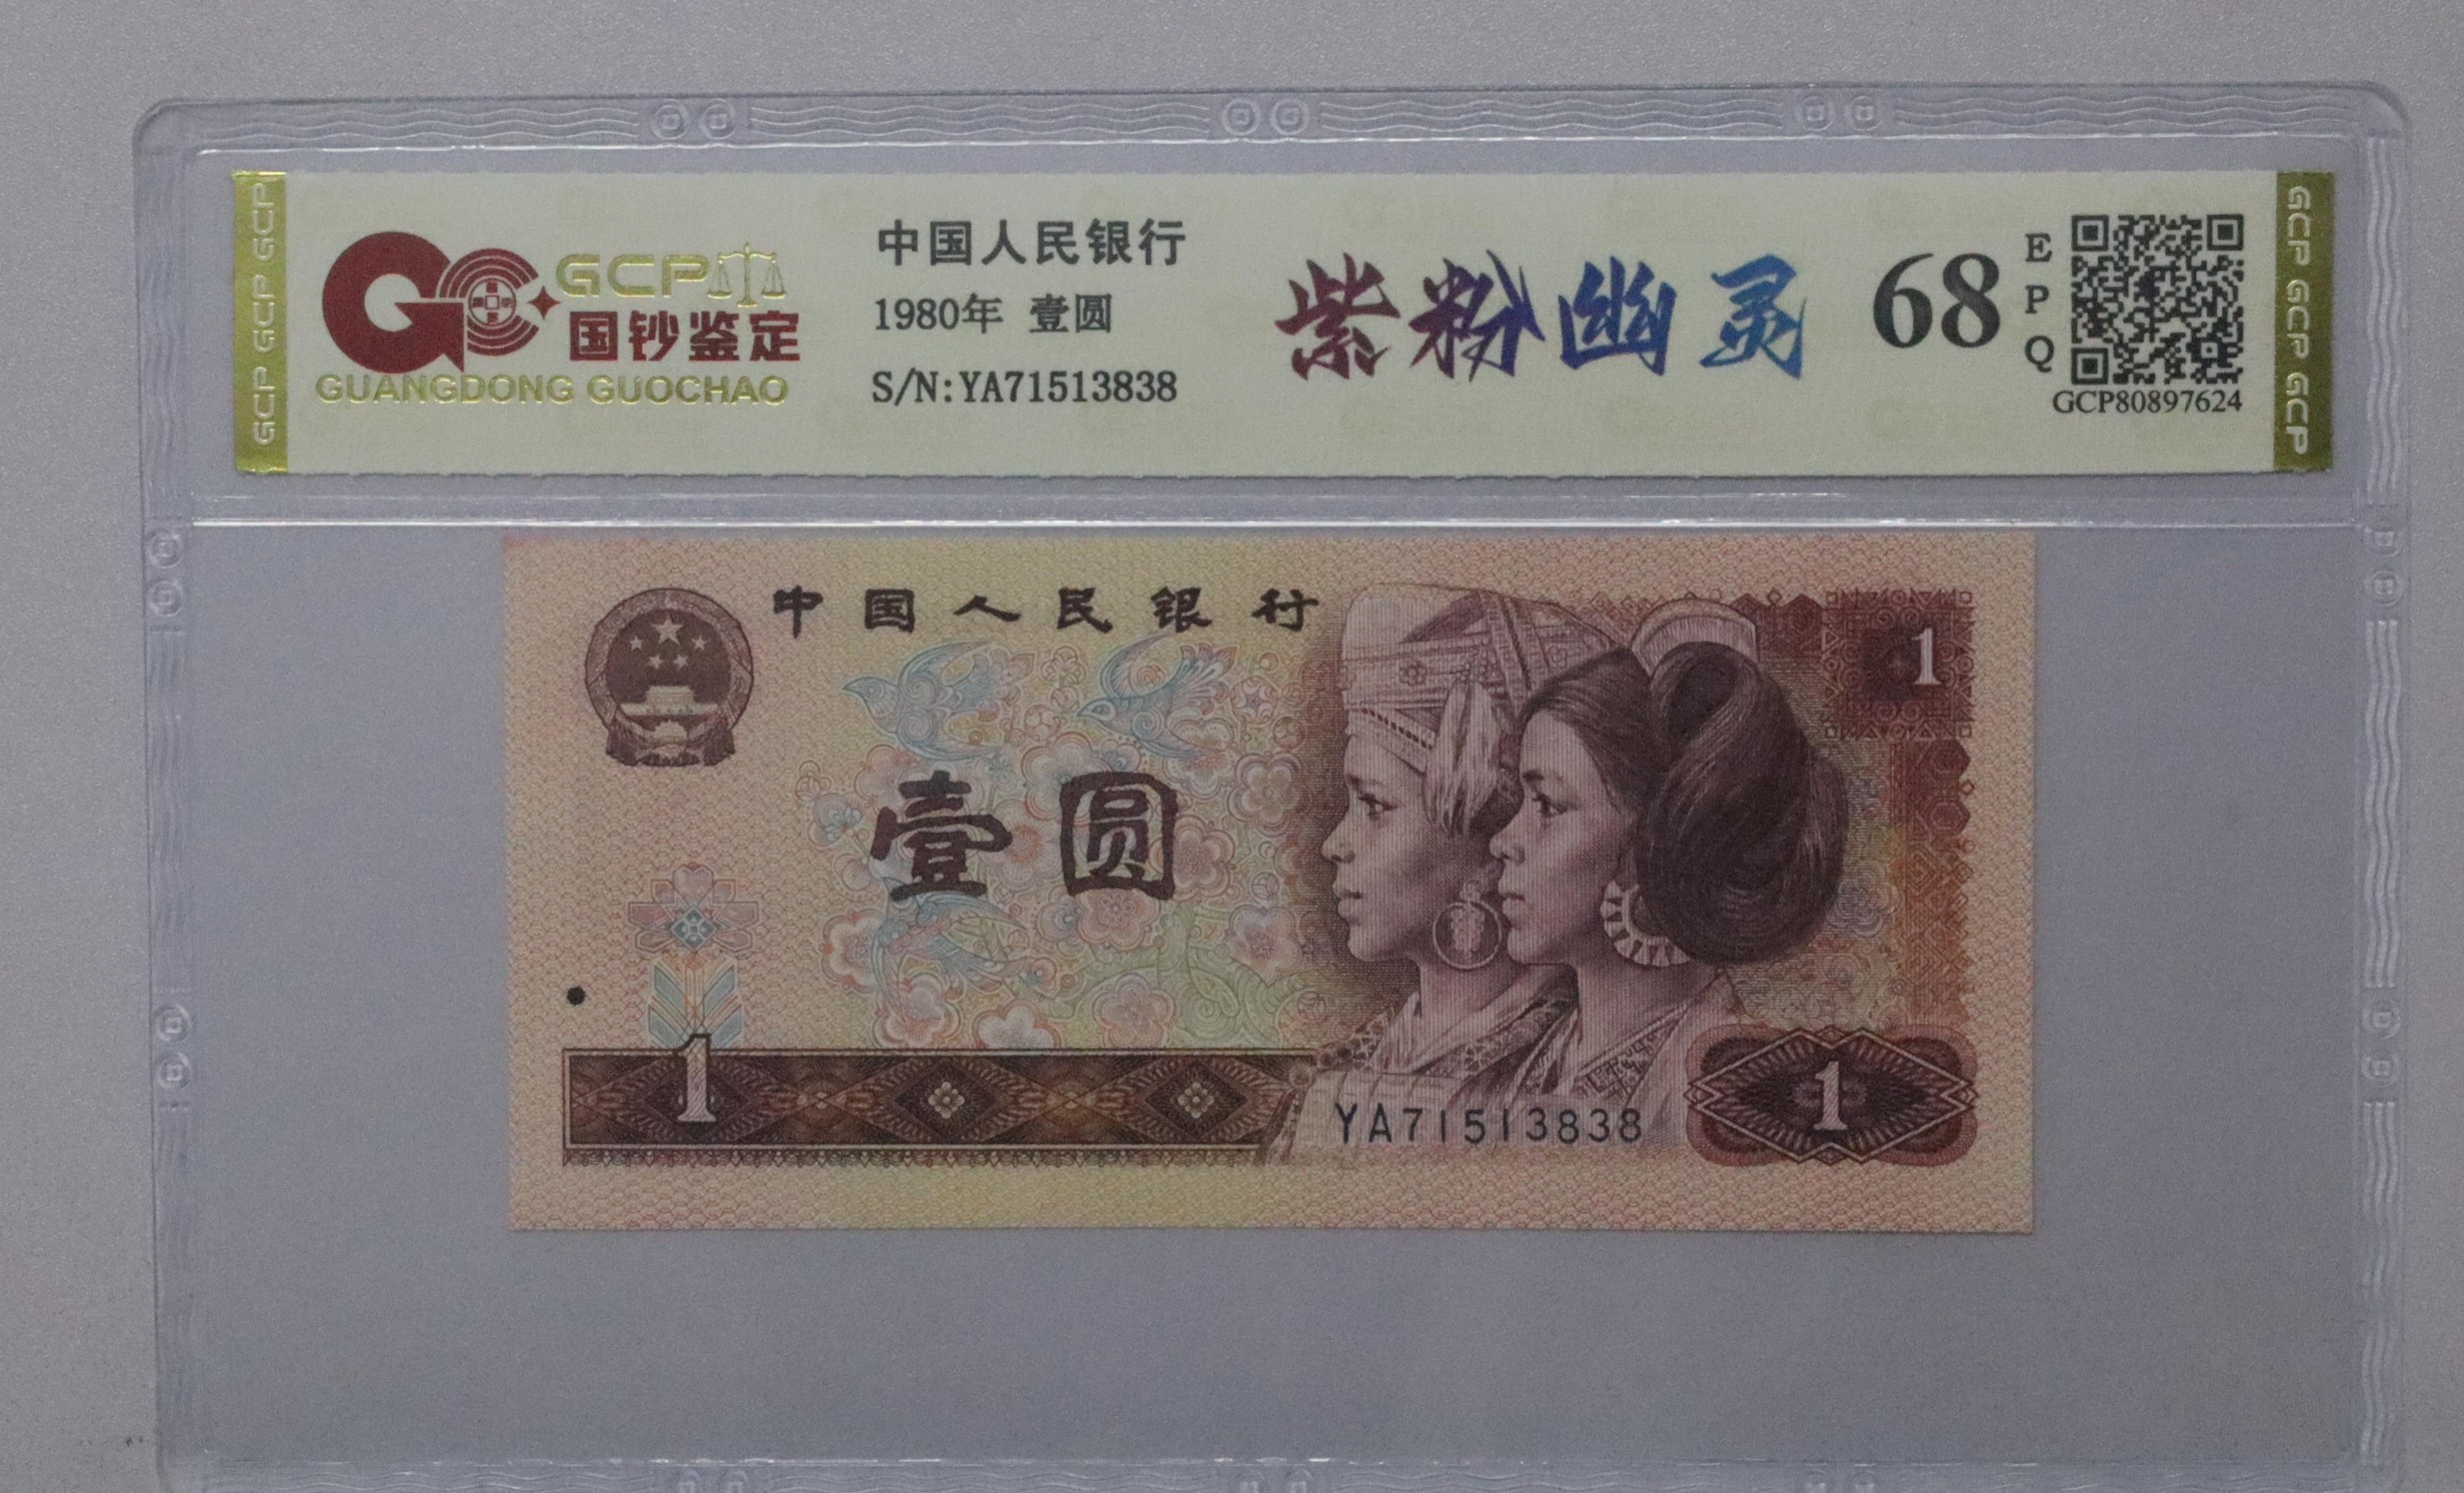 GCP GCP GCP
GCP
国钞鉴定
GUANGDONG GUOCHAO
中国人民银行
1980年 壹圆
S/N:YA71513838
紫粉幽灵
68
E
P
Q
GCP80897624
GCP GCP GCP
中国人民银行
1
壹圆
1
YA71513838
1